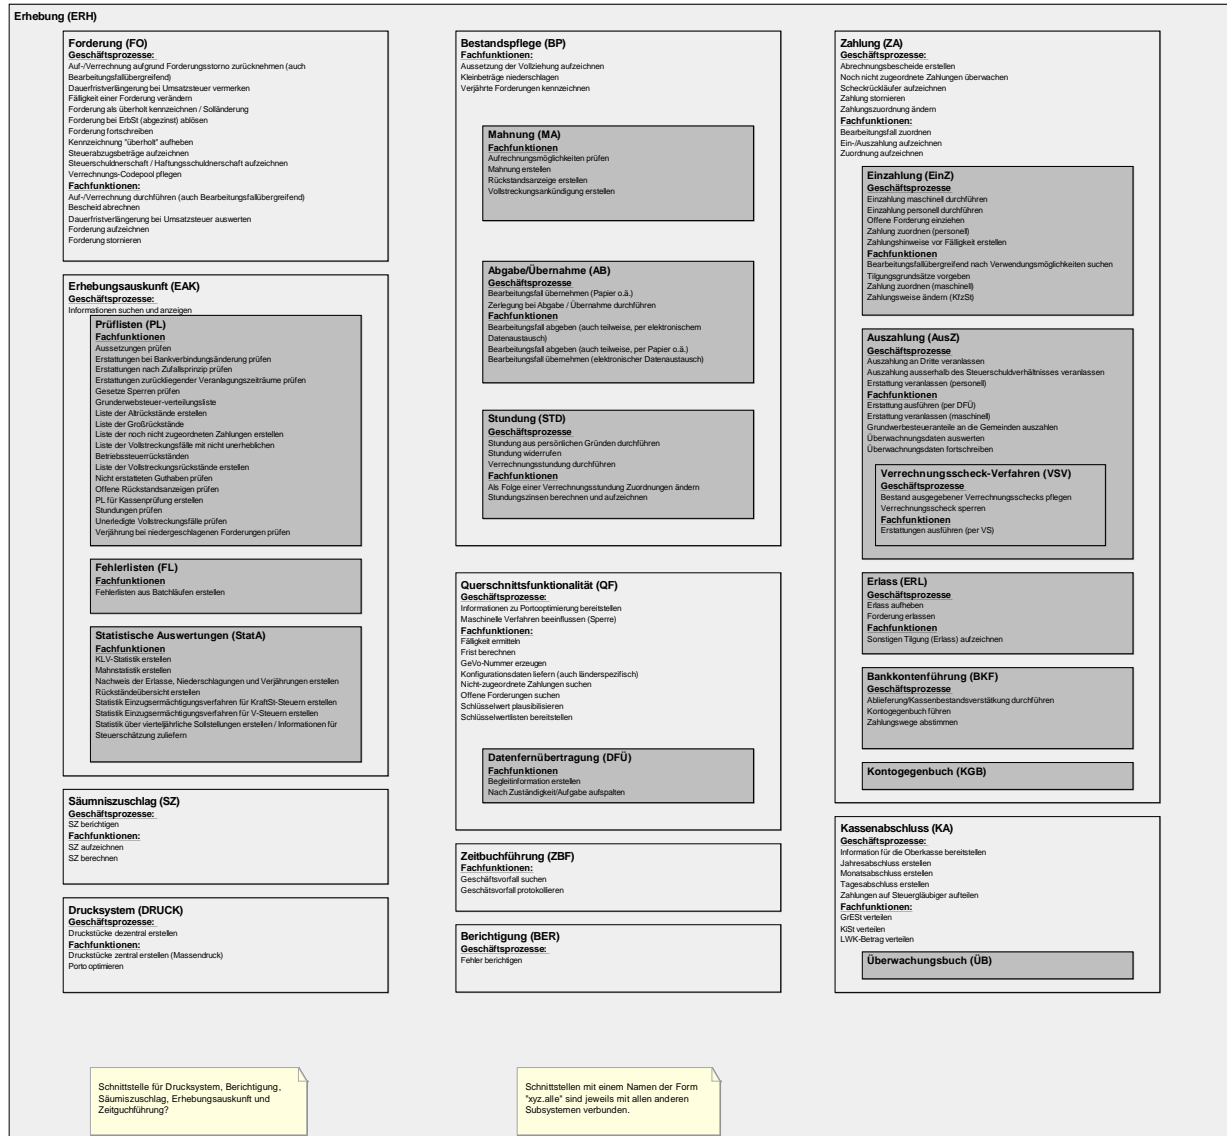 Erhebung (ERH)
Forderung (FO)
Geschäftsprozesse:
Auf-/Verrechnung aufgrund Forderungsstorno zurücknehmen (auch
Bearbeitungsfallübergreifend)
Dauerfristverlängerung bei Umsatzsteuer vermerken
Fälligkeit einer Forderung verändern
Forderung als überholt kennzeichnen / Solländerung
Forderung bei ErbSt (abgezinst) ablösen
Forderung fortschreiben
Kennzeichnung "überholt" aufheben
Steuerabzugsbeträge aufzeichnen
Steuerschuldnerschaft / Haftungsschuldnerschaft aufzeichnen
Verrechnungs-Codepool pflegen
Fachfunktionen:
Auf-/Verrechnung durchführen (auch Bearbeitungsfallübergreifend)
Bescheid abrechnen
Dauerfristverlängerung bei Umsatzsteuer auswerten
Forderung aufzeichnen
Forderung stornieren
Erhebungsauskunft (EAK)
Geschäftsprozesse:
Informationen suchen und anzeigen
Prüflisten (PL)
Fachfunktionen
Aussetzungen prüfen
Erstattungen bei Bankverbindungsänderung prüfen
Erstattungen nach Zufallsprinzip prüfen
Erstattungen zurückliegender Veranlagungszeiträume prüfen
Gesetze Sperren prüfen
Grunderwebsteuer-verteilungsliste
Liste der Altrückstände erstellen
Liste der Großrückstände
Liste der noch nicht zugeordneten Zahlungen erstellen
Liste der Vollstreckungsfälle mit nicht unerheblichen
Betriebssteuerrückständen
Liste der Vollstreckungsrückstände erstellen
Nicht erstatteten Guthaben prüfen
Offene Rückstandsanzeigen prüfen
PL für Kassenprüfung erstellen
Stundungen prüfen
Unerledigte Vollstreckungsfälle prüfen
Verjährung bei niedergeschlagenen Forderungen prüfen
Fehlerlisten (FL)
Fachfunktionen
Fehlerlisten aus Batchläufen erstellen
Statistische Auswertungen (StatA)
Fachfunktionen
KLV-Statistik erstellen
Mahnstatistik erstellen
Nachweis der Erlasse, Niederschlagungen und Verjährungen erstellen
Rückständeübersicht erstellen
Statistik Einzugsermächtigungsverfahren für KraftSt-Steuern erstellen
Statistik Einzugsermächtigungsverfahren für V-Steuern erstellen
Statistik über vierteljährliche Sollstellungen erstellen / Informationen für
Steuerschätzung zuliefern
Säumniszuschlag (SZ)
Geschäftsprozesse:
SZ berichtigen
Fachfunktionen:
SZ aufzeichnen
SZ berechnen
Drucksystem (DRUCK)
Geschäftsprozesse:
Druckstücke dezentral erstellen
Fachfunktionen:
Druckstücke zentral erstellen (Massendruck)
Porto optimieren
Bestandspflege (BP)
Fachfunktionen:
Aussetzung der Vollziehung aufzeichnen
Kleinbeträge niederschlagen
Verjährte Forderungen kennzeichnen
Mahnung (MA)
Fachfunktionen
Aufrechnungsmöglichkeiten prüfen
Mahnung erstellen
Rückstandsanzeige erstellen
Vollstreckungsankündigung erstellen
Abgabe/Übernahme (AB)
Geschäftsprozesse
Bearbeitungsfall übernehmen (Papier o.ä.)
Zerlegung bei Abgabe / Übernahme durchführen
Fachfunktionen
Bearbeitungsfall abgeben (auch teilweise, per elektronischem
Datenaustausch)
Bearbeitungsfall abgeben (auch teilweise, per Papier o.ä.)
Bearbeitungsfall übernehmen (elektronischer Datenaustausch)
Stundung (STD)
Geschäftsprozesse
Stundung aus persönlichen Gründen durchführen
Stundung widerrufen
Verrechnungsstundung durchführen
Fachfunktionen
Als Folge einer Verrechnungsstundung Zuordnungen ändern
Stundungszinsen berechnen und aufzeichnen
Querschnittsfunktionalität (QF)
Geschäftsprozesse:
Informationen zu Portooptimierung bereitstellen
Maschinelle Verfahren beeinflussen (Sperre)
Fachfunktionen:
Fälligkeit ermitteln
Frist berechnen
GeVo-Nummer erzeugen
Konfigurationsdaten liefern (auch länderspezifisch)
Nicht-zugeordnete Zahlungen suchen
Offene Forderungen suchen
Schlüsselwert plausibilisieren
Schlüsselwertlisten bereitstellen
Datenfernübertragung (DFÜ)
Fachfunktionen
Begleitinformation erstellen
Nach Zuständigkeit/Aufgabe aufspalten
Zeitbuchführung (ZBF)
Fachfunktionen:
Geschäftsvorfall suchen
Geschätsvorfall protokollieren
Berichtigung (BER)
Geschäftsprozesse:
Fehler berichtigen
Zahlung (ZA)
Geschäftsprozesse:
Abrechnungsbescheide erstellen
Noch nicht zugeordnete Zahlungen überwachen
Scheckrückläufer aufzeichnen
Zahlung stornieren
Zahlungszuordnung ändern
Fachfunktionen:
Bearbeitungsfall zuordnen
Ein-/Auszahlung aufzeichnen
Zuordnung aufzeichnen
Einzahlung (EinZ)
Geschäftsprozesse
Einzahlung maschinell durchführen
Einzahlung personell durchführen
Offene Forderung einziehen
Zahlung zuordnen (personell)
Zahlungshinweise vor Fälligkeit erstellen
Fachfunktionen
Bearbeitungsfallübergreifend nach Verwendungsmöglichkeiten suchen
Tilgungsgrundsätze vorgeben
Zahlung zuordnen (maschinell)
Zahlungsweise ändern (KfzSt)
Auszahlung (AusZ)
Geschäftsprozesse
Auszahlung an Dritte veranlassen
Auszahlung ausserhalb des Steuerschuldverhältnisses veranlassen
Erstattung veranlassen (personell)
Fachfunktionen
Erstattung ausführen (per DFÜ)
Erstattung veranlassen (maschinell)
Grundwerbesteueranteile an die Gemeinden auszahlen
Überwachnungsdaten auswerten
Überwachnungsdaten fortschreiben
Verrechnungsscheck-Verfahren (VSV)
Geschäftsprozesse
Bestand ausgegebener Verrechnungsschecks pflegen
Verrechnungsscheck sperren
Fachfunktionen
Erstattungen ausführen (per VS)
Erlass (ERL)
Geschäftsprozesse
Erlass aufheben
Forderung erlassen
Fachfunktionen
Sonstigen Tilgung (Erlass) aufzeichnen
Bankkontenführung (BKF)
Geschäftsprozesse
Ablieferung/Kassenbestandsverstätkung durchführen
Kontogegenbuch führen
Zahlungswege abstimmen
Kontogegenbuch (KGB)
Kassenabschluss (KA)
Geschäftsprozesse:
Information für die Oberkasse bereitstellen
Jahresabschluss erstellen
Monatsabschluss erstellen
Tagesabschluss erstellen
Zahlungen auf Steuergläubiger aufteilen
Fachfunktionen:
GrESt verteilen
KiSt verteilen
LWK-Betrag verteilen
Überwachungsbuch (ÜB)
Schnittstelle für Drucksystem, Berichtigung,
Säumiszuschlag, Erhebungsauskunft und
Zeitguchführung?
Schnittstellen mit einem Namen der Form
"xyz.alle" sind jeweils mit allen anderen
Subsystemen verbunden.